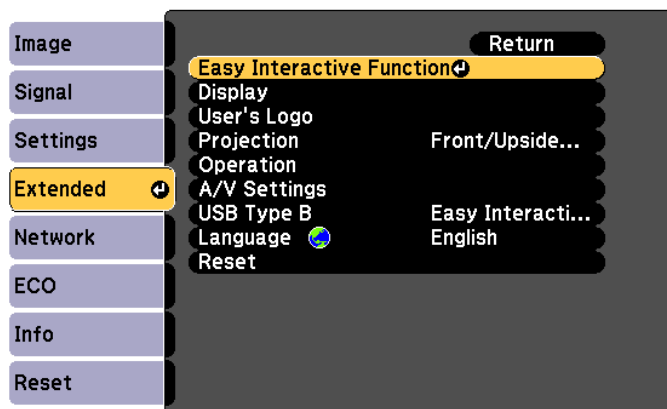 Image
Signal
Settings
Extended
Network
ECO
Info
Reset
Return
Easy Interactive Function
Display
User's Logo
Projection Front/Upside...
Operation
A/V Settings
USB Type B Easy Interacti...
Language English
Reset